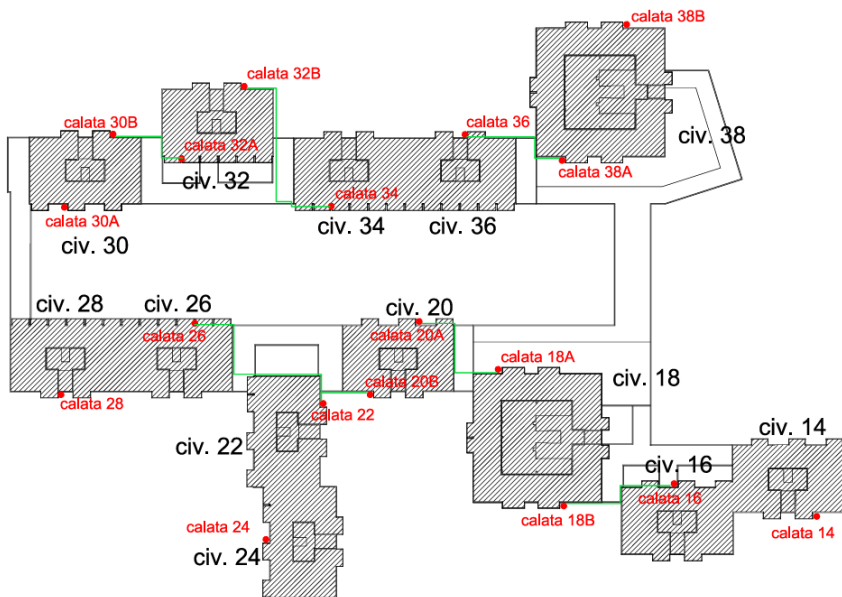 calata 38B
calata 32B
calata 30B
calata 36
civ. 38
calata 32A
calata 38A
civ. 32
calata 34
calata 30A
civ. 30
civ. 34
civ. 36
civ. 28
civ. 26
civ. 20
calata
26
calata 20A
calata 18A
civ. 18
calata 28
calata 20B
calata 22
civ. 22
civ. 14
civ. 16
calata 16
calata 18B
calata 24
calata 14
civ. 24